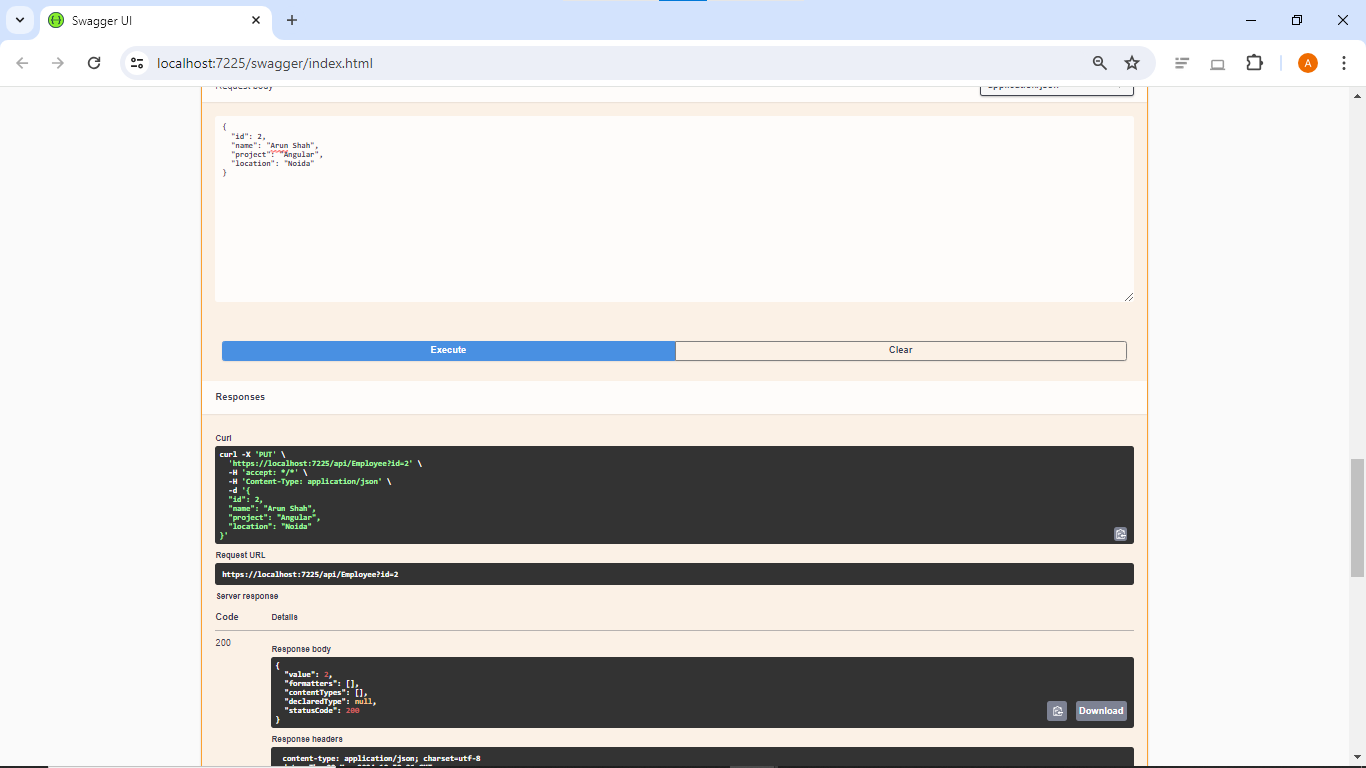 Swagger UI
localhost:7225/swagger/index.html
A
Request body
application/json
{
"id": 2,
"name": "Arun Shah",
"project": "Angular",
"location": "Noida"
}
Execute
Clear
Responses
Curl
curl -X 'PUT' \
'https://localhost:7225/api/Employee?id=2' \
-H 'accept: */*' \
-H 'Content-Type: application/json' \
-d '{
"id": 2,
"name": "Arun Shah",
"project": "Angular",
"location": "Noida"
}'
Request URL
https://localhost:7225/api/Employee?id=2
Server response
Code Details
200
Response body
{
"value": 2,
"formatters": [],
"contentTypes": [],
"declaredType": null,
"statusCode": 200
}
Download
Response headers
content-type: application/json; charset=utf-8